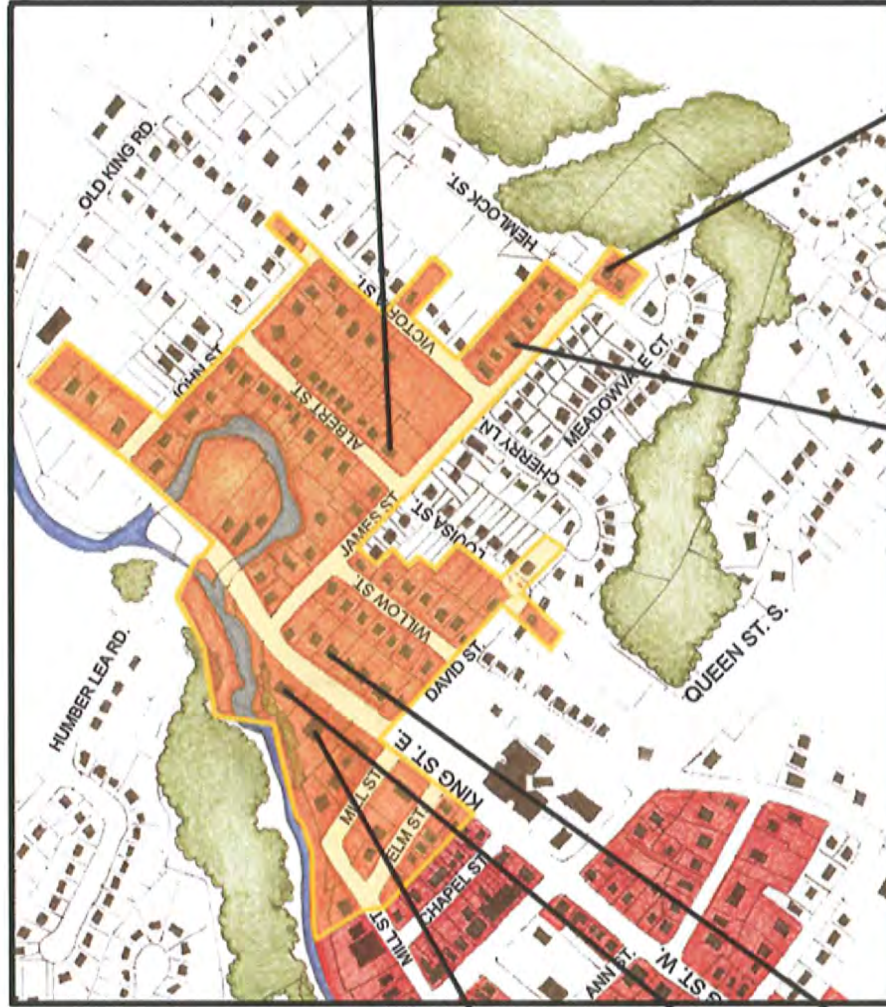 OLD KING RD.
HEMLOCK ST.
VICTORIA ST.
JOHN ST.
ALBERT ST.
MEADOWVALE CT.
CHERRY LN.
JAMES ST.
LOUISA ST.
WILLOW ST.
DAVID ST.
QUEEN ST. S.
HUMBER LEA RD.
KING ST. E.
MILL ST.
ELM ST.
CHAPEL ST.
MILL ST.
ANN ST.
G ST. W.